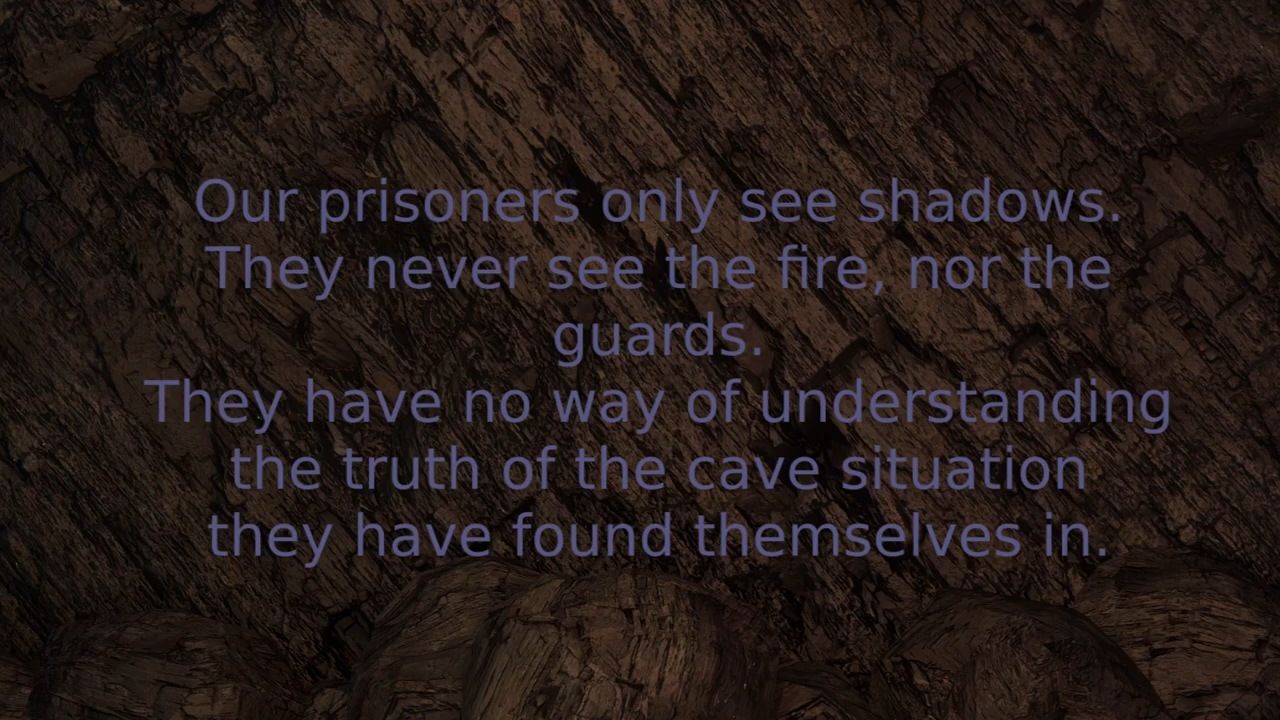 Our prisoners only see shadows.
They never see the fire, nor the
guards.
They have no way of understanding
the truth of the cave situation
they have found themselves in.